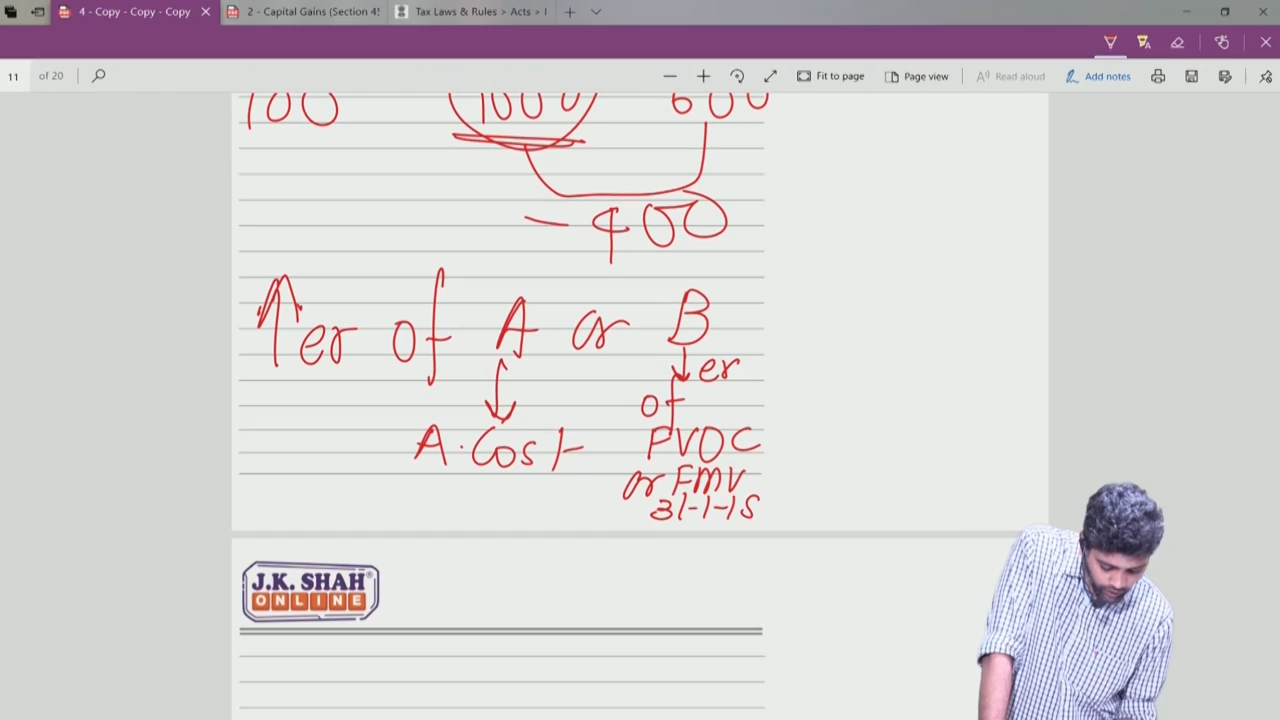 4 - Copy - Copy - Copy
2 - Capital Gains (Section 45
Tax Laws & Rules > Acts > I
11 of 20
Fit to page
Page view
Read aloud
Add notes
100 1000 600
- 400
↑er of A or B
↓er
of
A. Cost PVOC
or FMV
31-1-18
J.K. SHAH
ONLINE